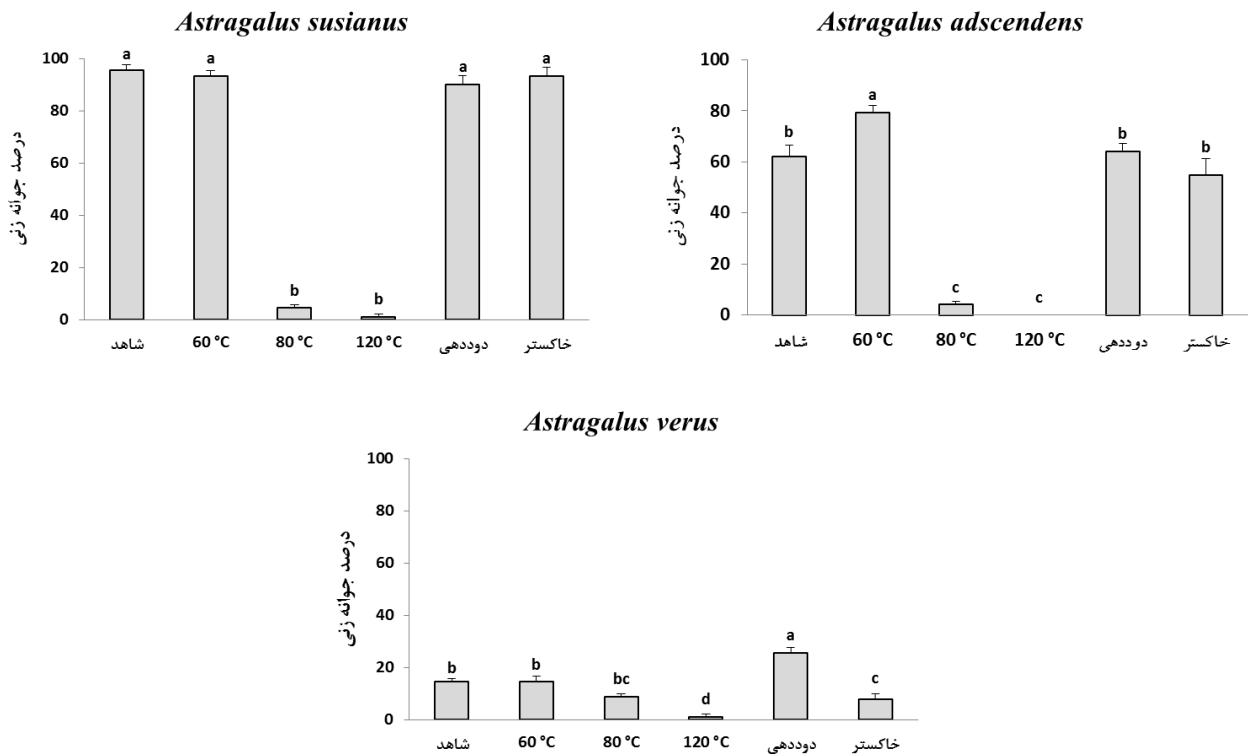 Astragalus susianus
درصد جوانه زنی
100
80
60
40
20
0
a
a
b
b
a
a
شاهد
60 °C
80 °C
120 °C
دوددهی
خاکستر
Astragalus adscendens
درصد جوانه زنی
100
80
60
40
20
0
b
a
c
c
b
b
شاهد
60 °C
80 °C
120 °C
دوددهی
خاکستر
Astragalus verus
درصد جوانه زنی
100
80
60
40
20
0
b
b
bc
d
a
c
شاهد
60 °C
80 °C
120 °C
دوددهی
خاکستر